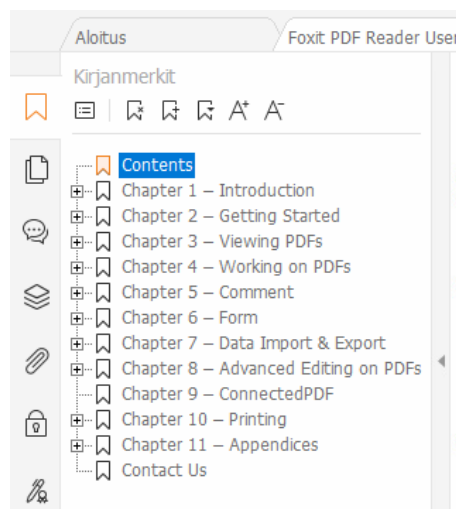 Aloitus
Foxit PDF Reader User
Kirjanmerkit
Contents
Chapter 1 – Introduction
Chapter 2 – Getting Started
Chapter 3 – Viewing PDFs
Chapter 4 – Working on PDFs
Chapter 5 – Comment
Chapter 6 – Form
Chapter 7 – Data Import & Export
Chapter 8 – Advanced Editing on PDFs
Chapter 9 – ConnectedPDF
Chapter 10 – Printing
Chapter 11 – Appendices
Contact Us